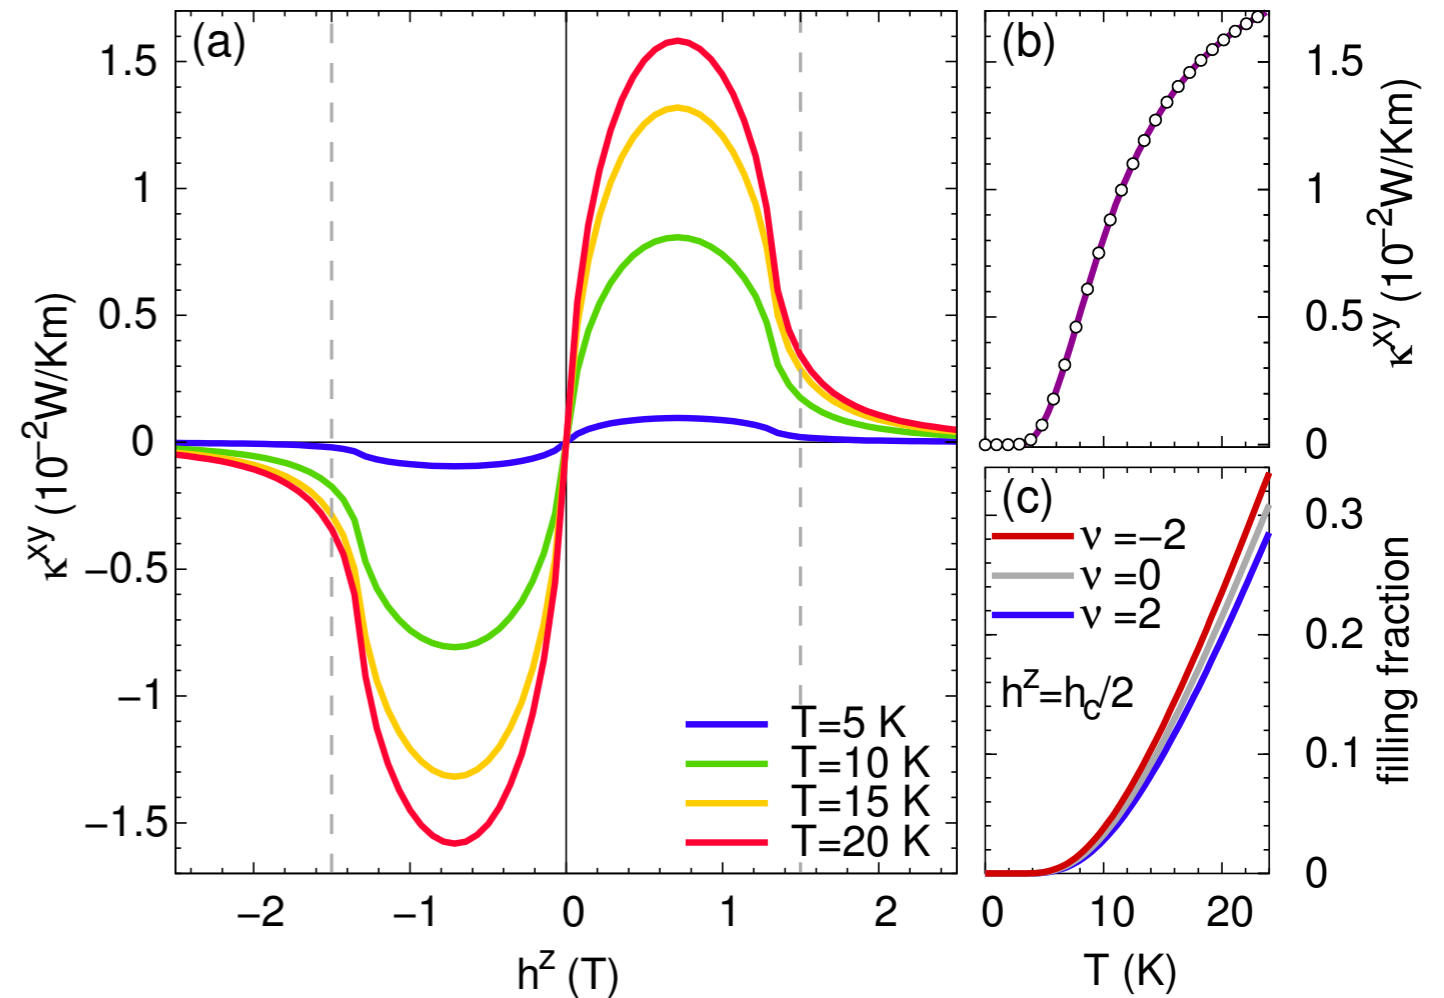 (a)
κxy (10−2W/Km)
1.5
1
0.5
0
−0.5
−1
−1.5
−2
−1
0
1
2
hz (T)
T=5 K
T=10 K
T=15 K
T=20 K
(b)
1.5
1
0.5
0
κxy (10−2W/Km)
(c)
ν =−2
ν =0
ν =2
hz=hc/2
0.3
0.2
0.1
0
filling fraction
0
10
20
T (K)